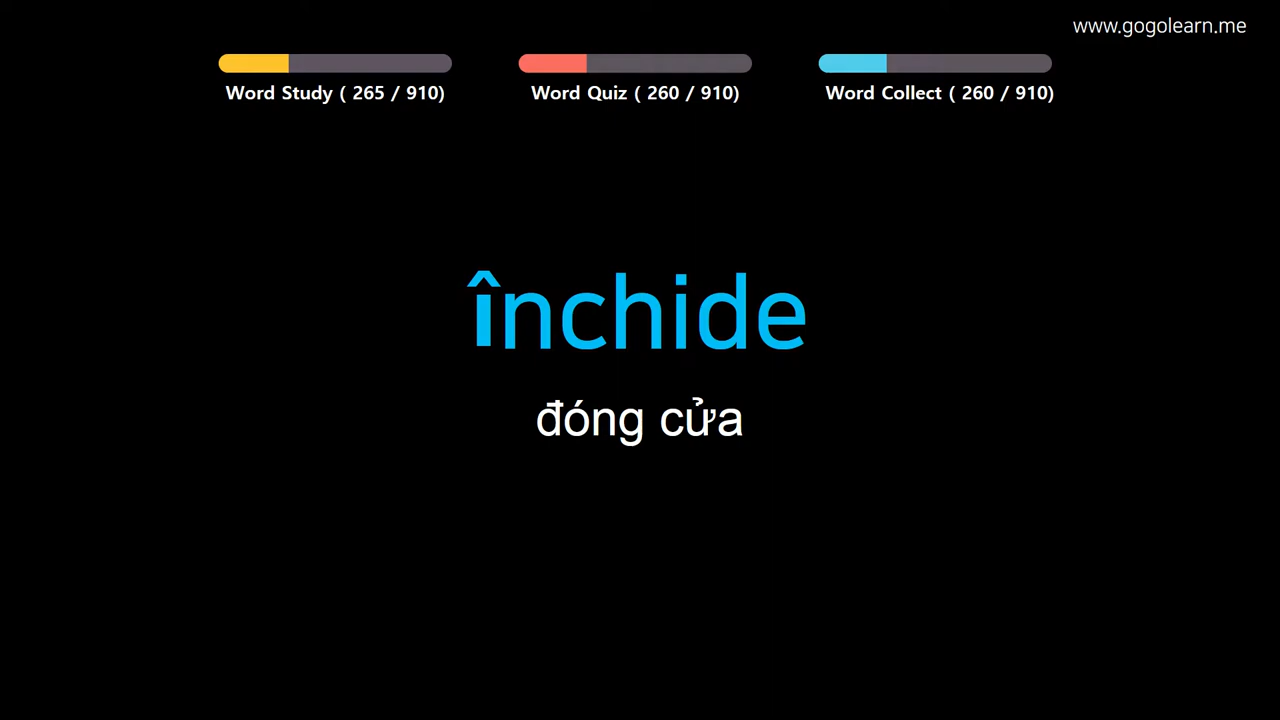 www.gogolearn.me
Word Study ( 265 / 910)
Word Quiz ( 260 / 910)
Word Collect ( 260 / 910)
închide
đóng cửa